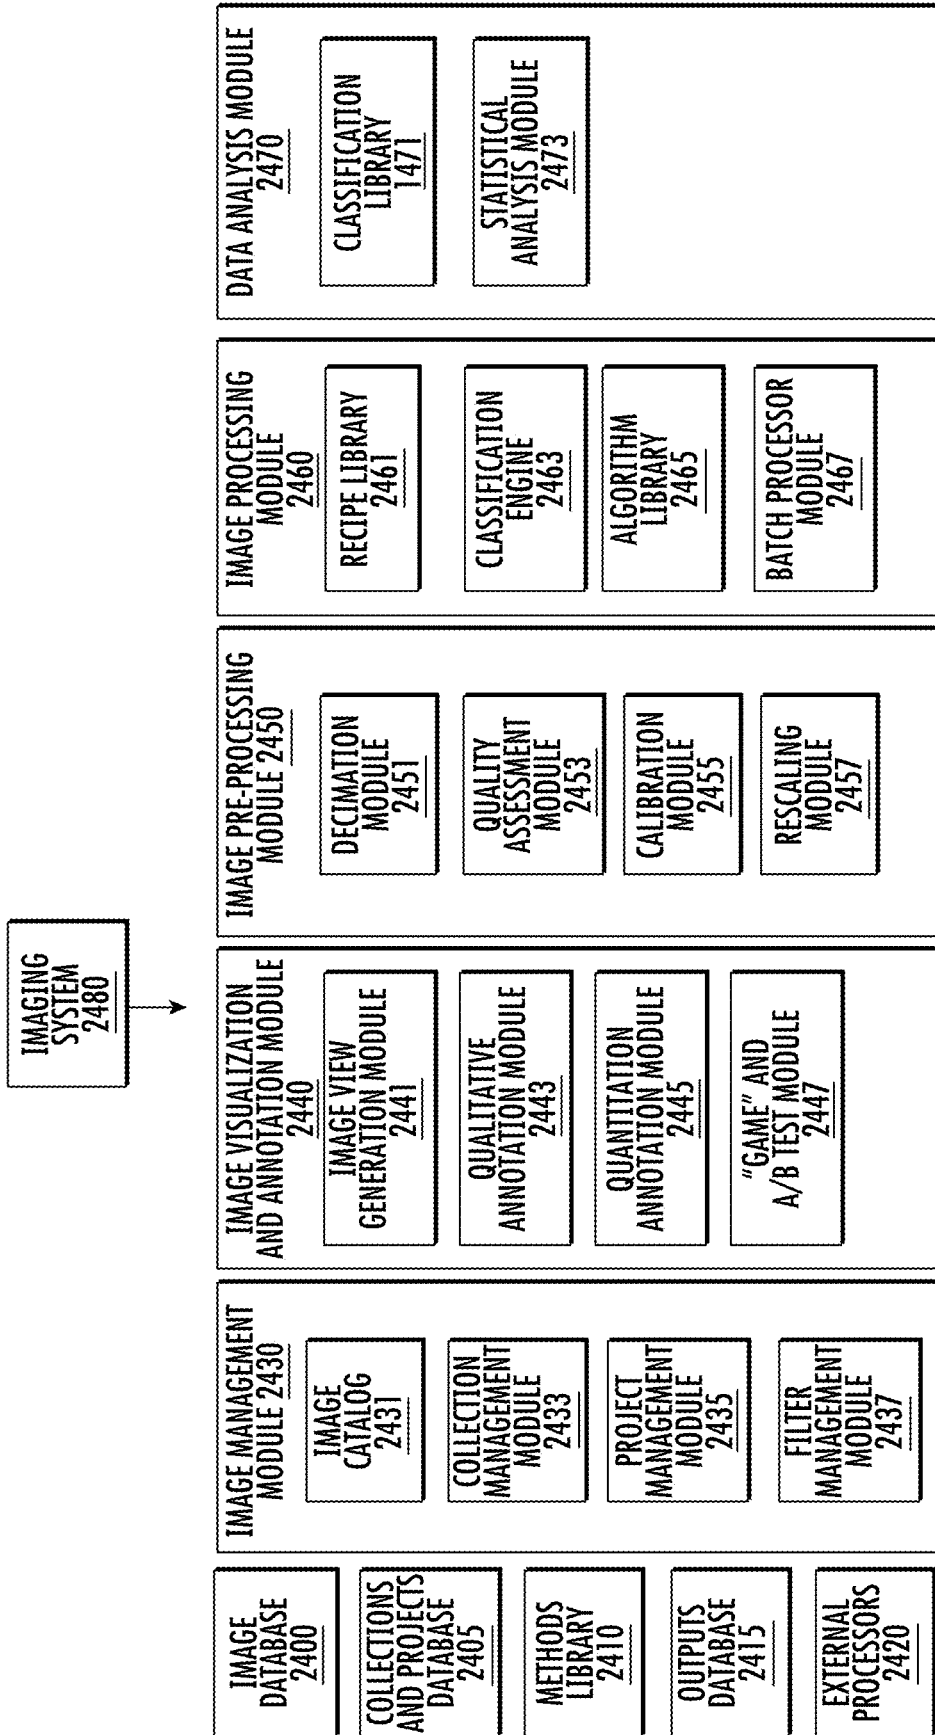 IMAGING
SYSTEM
2480
IMAGE
DATABASE
2400
COLLECTIONS
AND PROJECTS
DATABASE
2405
METHODS
LIBRARY
2410
OUTPUTS
DATABASE
2415
EXTERNAL
PROCESSORS
2420
IMAGE MANAGEMENT
MODULE 2430
IMAGE
CATALOG
2431
COLLECTION
MANAGEMENT
MODULE
2433
PROJECT
MANAGEMENT
MODULE
2435
FILTER
MANAGEMENT
MODULE
2437
IMAGE VISUALIZATION
AND ANNOTATION MODULE
2440
IMAGE VIEW
GENERATION MODULE
2441
QUALITATIVE
ANNOTATION MODULE
2443
QUANTITATION
ANNOTATION MODULE
2445
"GAME" AND
A/B TEST MODULE
2447
IMAGE PRE-PROCESSING
MODULE 2450
DECIMATION
MODULE
2451
QUALITY
ASSESSMENT
MODULE
2453
CALIBRATION
MODULE
2455
RESCALING
MODULE
2457
IMAGE PROCESSING
MODULE
2460
RECIPE LIBRARY
2461
CLASSIFICATION
ENGINE
2463
ALGORITHM
LIBRARY
2465
BATCH PROCESSOR
MODULE
2467
DATA ANALYSIS MODULE
2470
CLASSIFICATION
LIBRARY
1471
STATISTICAL
ANALYSIS MODULE
2473